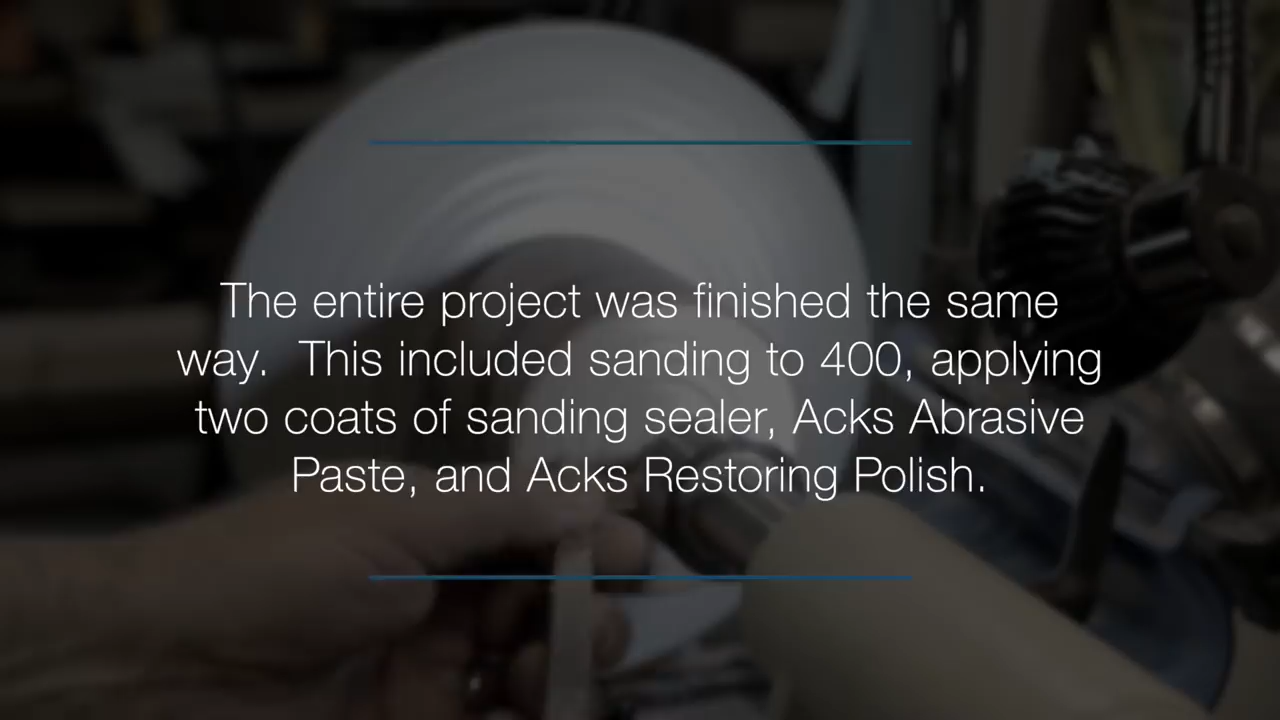 The entire project was finished the same
way.  This included sanding to 400, applying
two coats of sanding sealer, Acks Abrasive
Paste, and Acks Restoring Polish.